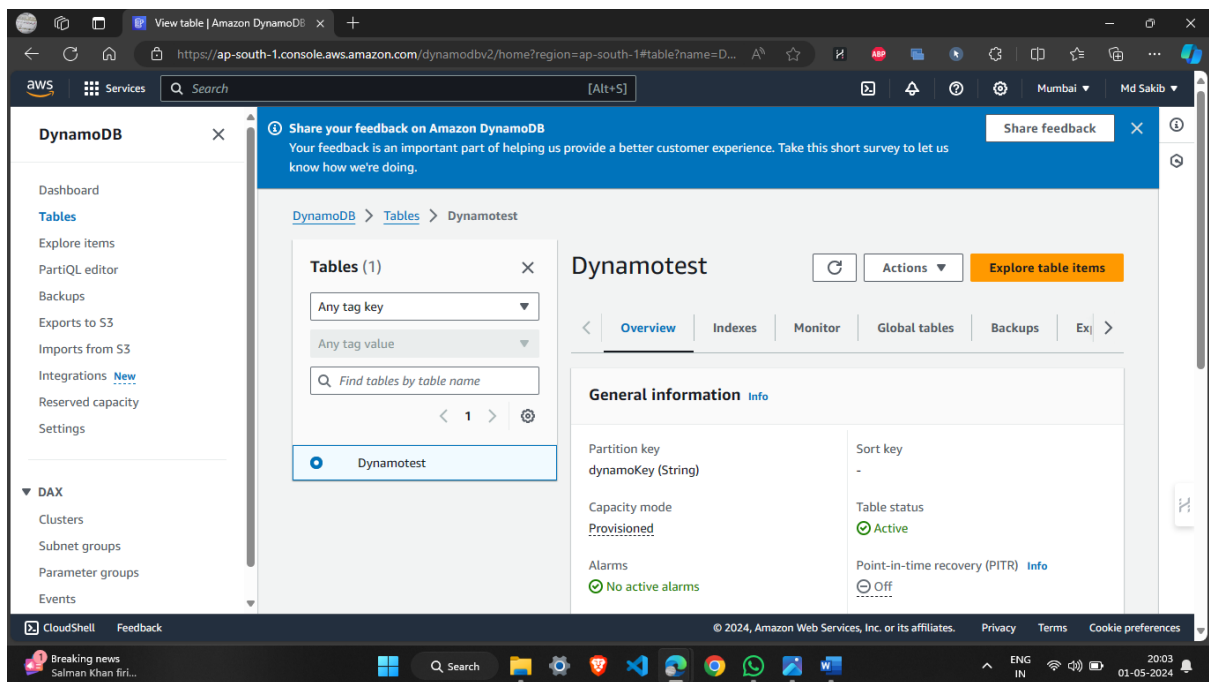 View table | Amazon DynamoDB
https://ap-south-1.console.aws.amazon.com/dynamodbv2/home?region=ap-south-1#table?name=D...
ABP
aws
Services
Search
[Alt+S]
Mumbai
Md Sakib
DynamoDB
Dashboard
Tables
Explore items
PartiQL editor
Backups
Exports to S3
Imports from S3
Integrations New
Reserved capacity
Settings
DAX
Clusters
Subnet groups
Parameter groups
Events
Share your feedback on Amazon DynamoDB
Your feedback is an important part of helping us provide a better customer experience. Take this short survey to let us
know how we're doing.
Share feedback
DynamoDB > Tables > Dynamotest
Tables (1)
Any tag key
Any tag value
Find tables by table name
1
Dynamotest
Dynamotest
Actions
Explore table items
Overview
Indexes
Monitor
Global tables
Backups
General information Info
Partition key
dynamoKey (String)
Sort key
-
Capacity mode
Provisioned
Table status
Active
Alarms
No active alarms
Point-in-time recovery (PITR) Info
Off
CloudShell
Feedback
© 2024, Amazon Web Services, Inc. or its affiliates.
Privacy
Terms
Cookie preferences
1
Breaking news
Salman Khan firi...
Search
ENG
IN
20:03
01-05-2024